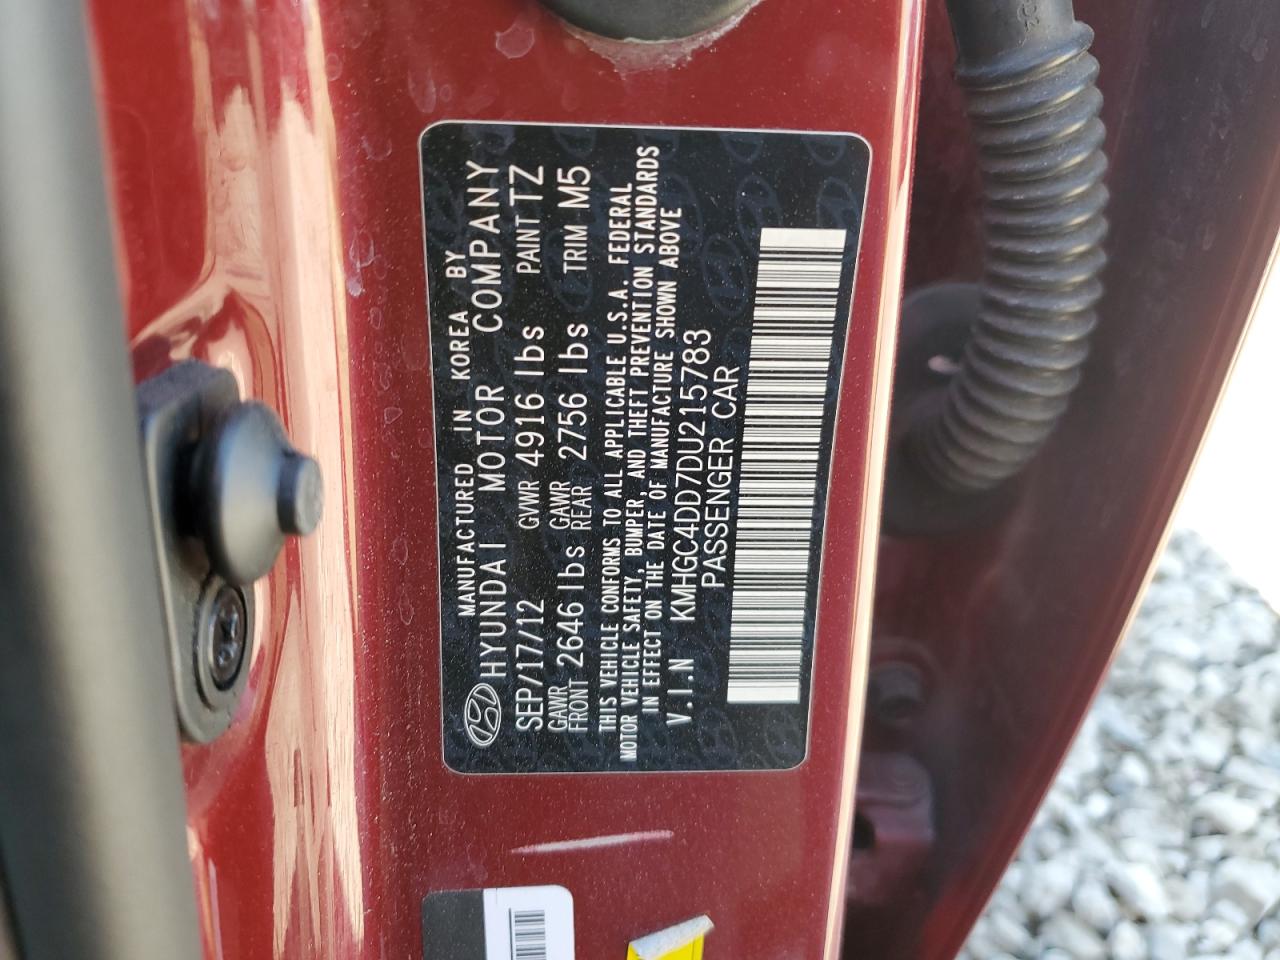 MANUFACTURED IN KOREA BY
HYUNDAI MOTOR COMPANY
SEP/17/12 GVWR 4916 lbs PAINT TZ
GAWR FRONT 2646 lbs GAWR REAR 2756 lbs TRIM M5
THIS VEHICLE CONFORMS TO ALL APPLICABLE U.S.A. FEDERAL
MOTOR VEHICLE SAFETY, BUMPER, AND THEFT PREVENTION STANDARDS
IN EFFECT ON THE DATE OF MANUFACTURE SHOWN ABOVE
V.I.N KMHGC4DD7DU215783
PASSENGER CAR